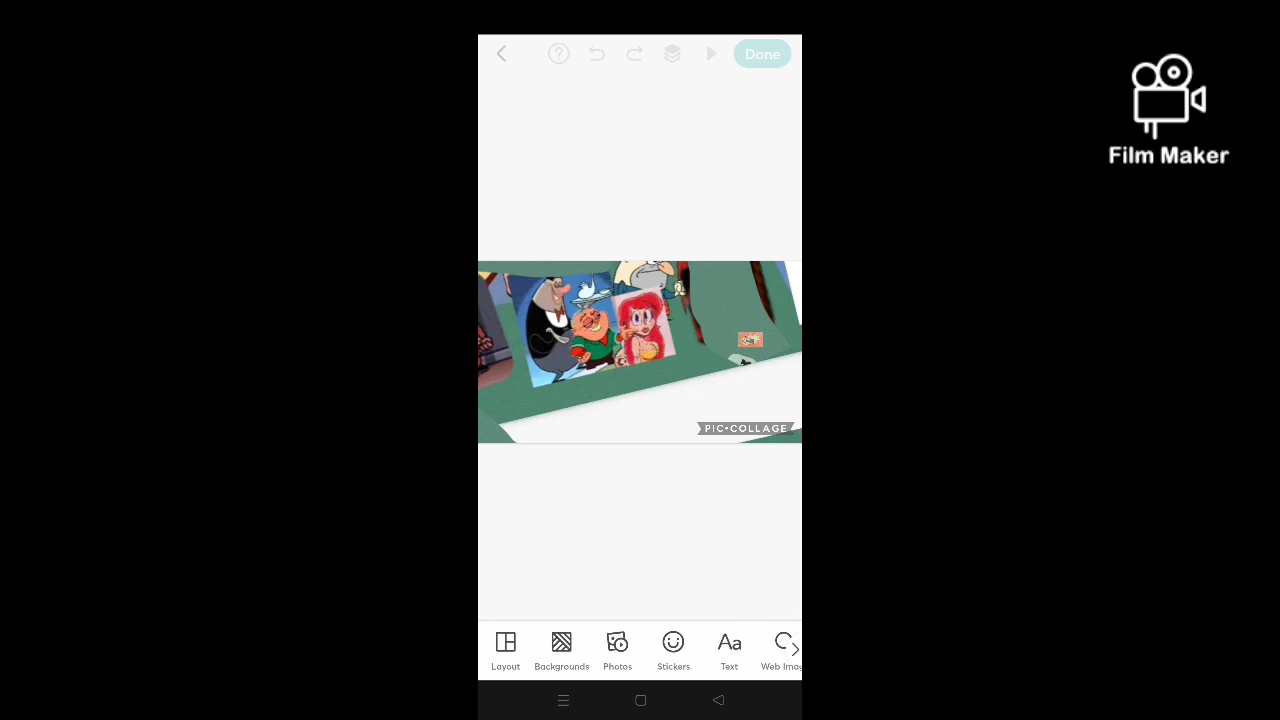 Done
Film Maker
PIC•COLLAGE
Layout
Backgrounds
Photos
Stickers
Aa
Text
Web Imag